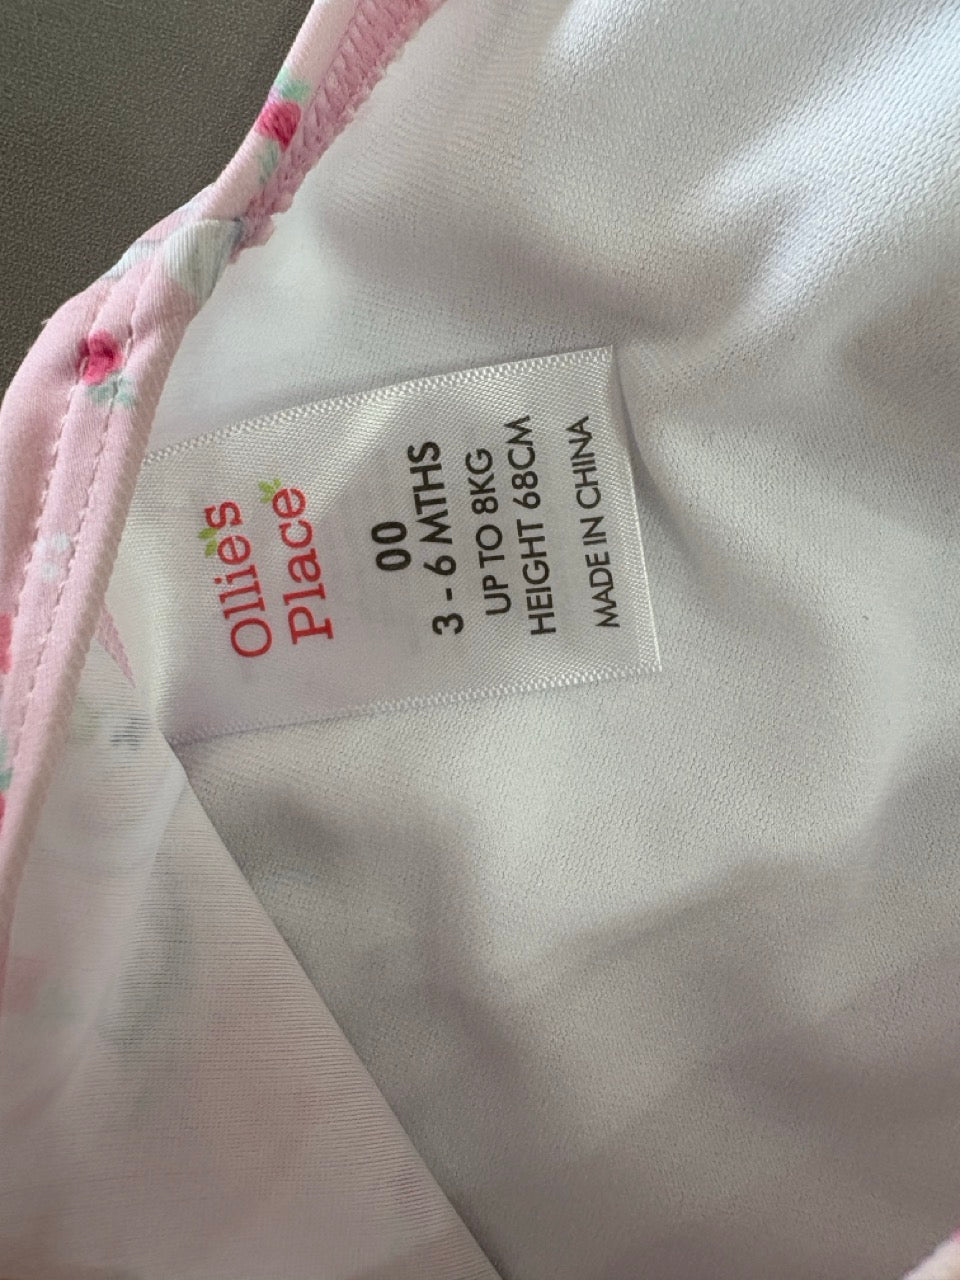 Ollie's
Place
00
3 - 6 MTHS
UP TO 8KG
HEIGHT 68CM
MADE IN CHINA